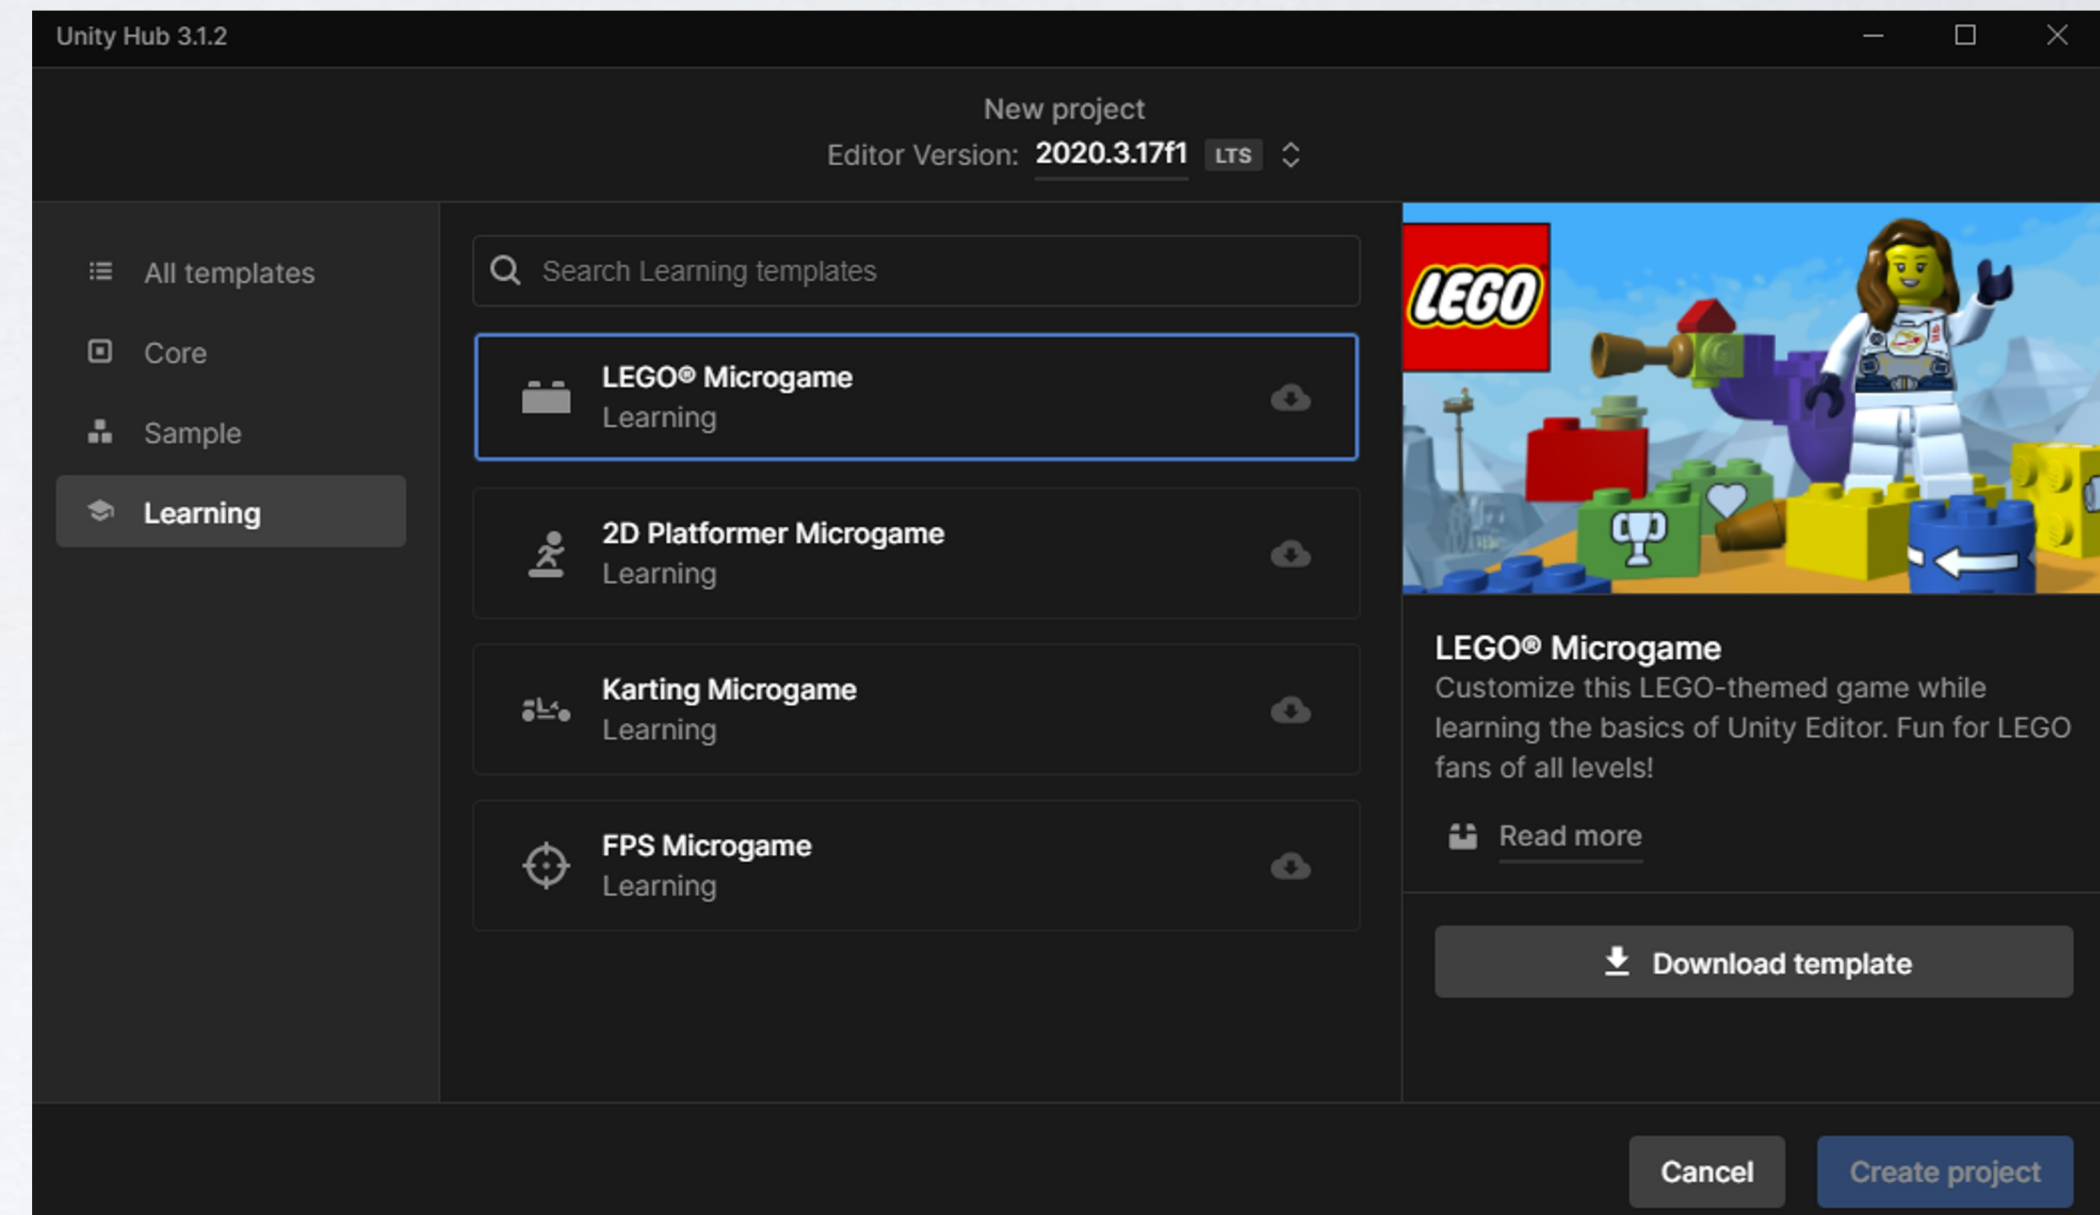 Unity Hub 3.1.2
New project
Editor Version: 2020.3.17f1 LTS
All templates
Core
Sample
Learning
Search Learning templates
LEGO® Microgame
Learning
2D Platformer Microgame
Learning
Karting Microgame
Learning
FPS Microgame
Learning
LEGO
LEGO® Microgame
Customize this LEGO-themed game while
learning the basics of Unity Editor. Fun for LEGO
fans of all levels!
Read more
Download template
Cancel
Create project